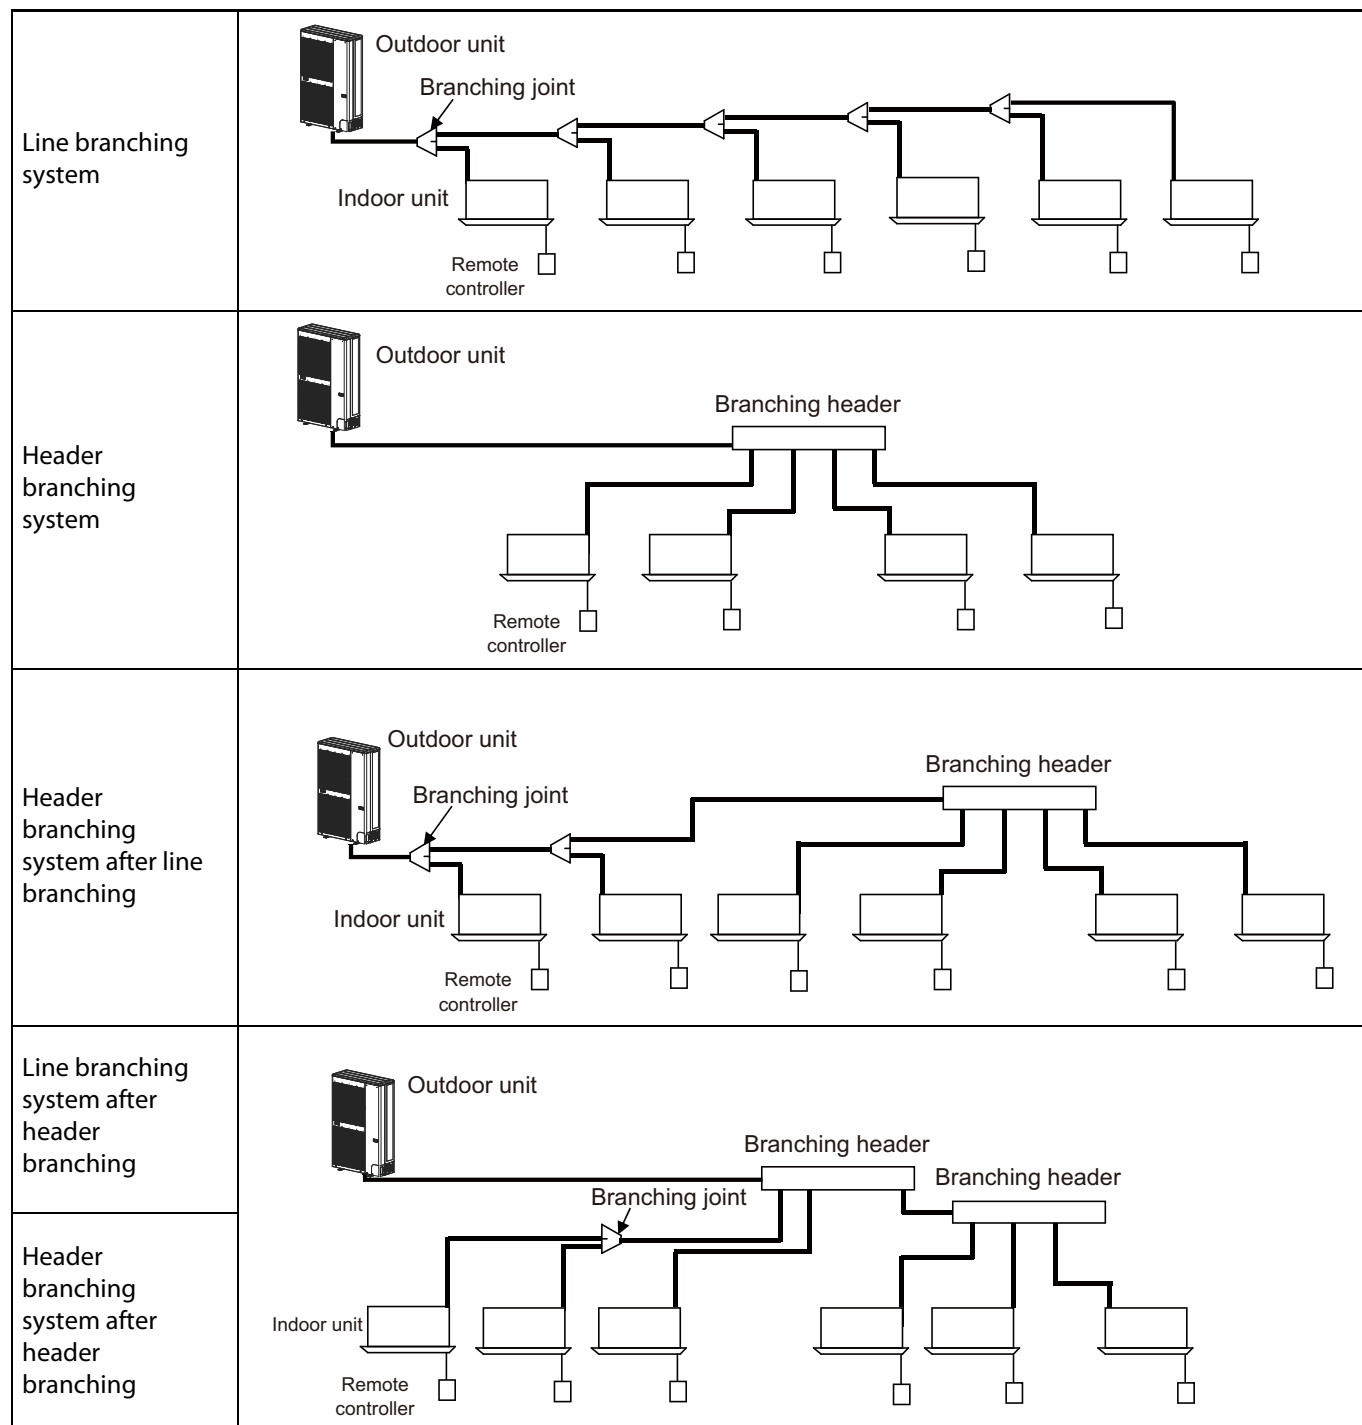 Line branching
system
Outdoor unit
Branching joint
Indoor unit
Remote
controller
Header
branching
system
Outdoor unit
Branching header
Remote
controller
Header
branching
system after line
branching
Outdoor unit
Branching joint
Branching header
Indoor unit
Remote
controller
Line branching
system after
header
branching
Outdoor unit
Branching header
Branching header
Branching joint
Header
branching
system after
header
branching
Indoor unit
Remote
controller